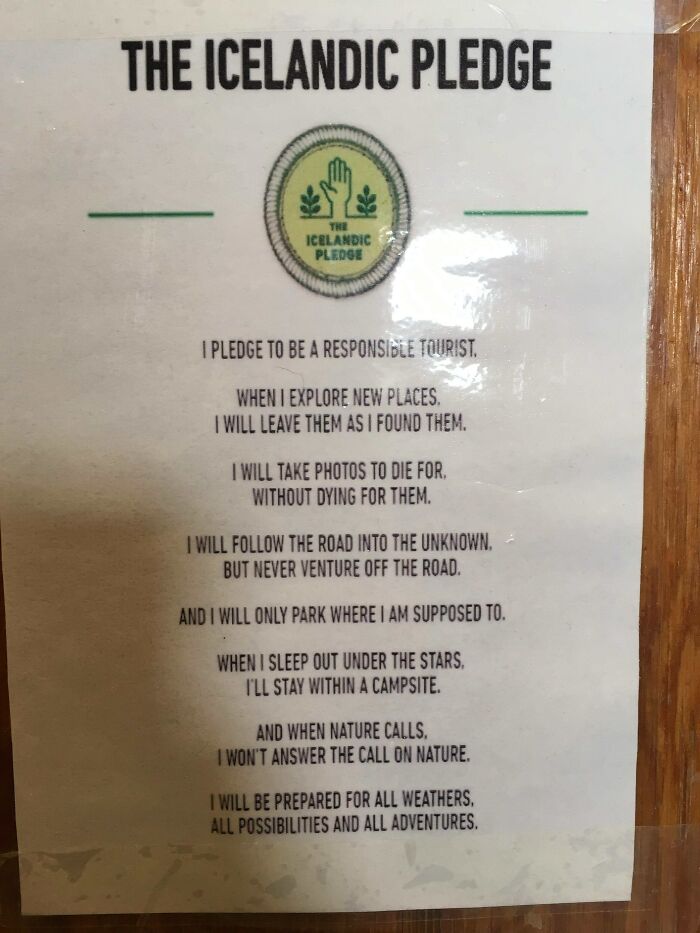 THE ICELANDIC PLEDGE
THE
ICELANDIC
PLEDGE
I PLEDGE TO BE A RESPONSIBLE TOURIST.
WHEN I EXPLORE NEW PLACES,
I WILL LEAVE THEM AS I FOUND THEM.
I WILL TAKE PHOTOS TO DIE FOR,
WITHOUT DYING FOR THEM.
I WILL FOLLOW THE ROAD INTO THE UNKNOWN,
BUT NEVER VENTURE OFF THE ROAD.
AND I WILL ONLY PARK WHERE I AM SUPPOSED TO.
WHEN I SLEEP OUT UNDER THE STARS,
I'LL STAY WITHIN A CAMPSITE.
AND WHEN NATURE CALLS,
I WON'T ANSWER THE CALL ON NATURE.
I WILL BE PREPARED FOR ALL WEATHERS,
ALL POSSIBILITIES AND ALL ADVENTURES.